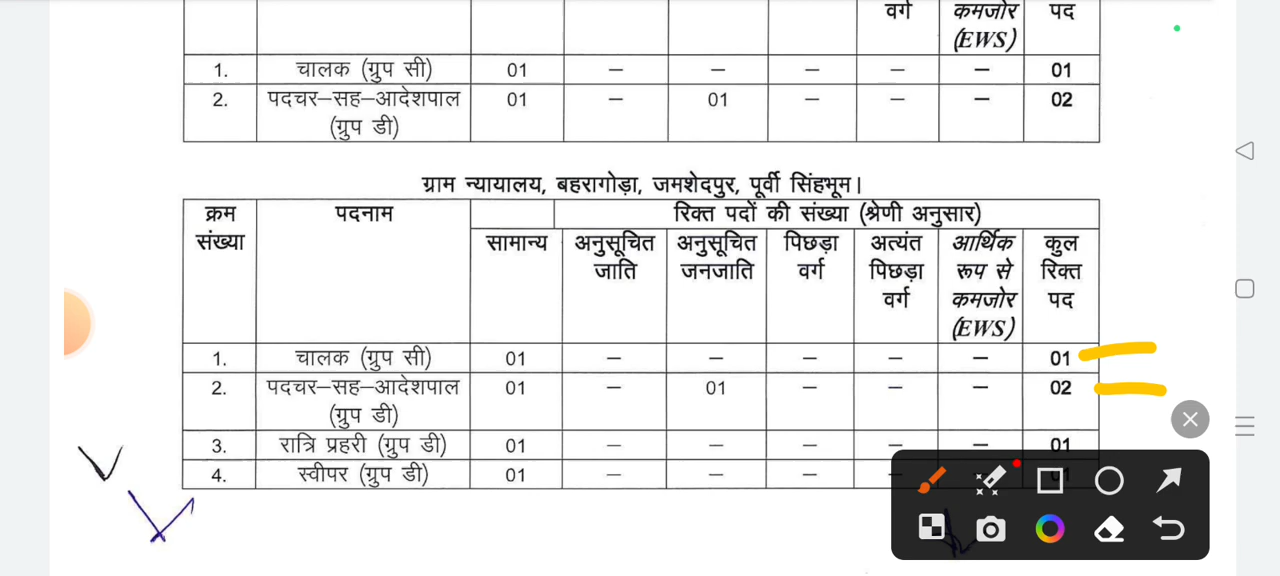 वर्ग कमजोर पद
(EWS)
1. चालक (ग्रुप सी) 01 – – – – – 01
2. पदचर–सह–आदेशपाल 01 – 01 – – – 02
(ग्रुप डी)
ग्राम न्यायालय, बहरागोड़ा, जमशेदपुर, पूर्वी सिंहभूम।
क्रम पदनाम रिक्त पदों की संख्या (श्रेणी अनुसार)
संख्या सामान्य अनुसूचित अनुसूचित पिछड़ा अत्यंत आर्थिक कुल
जाति जनजाति वर्ग पिछड़ा रूप से रिक्त
वर्ग कमजोर पद
(EWS)
1. चालक (ग्रुप सी) 01 – – – – – 01
2. पदचर–सह–आदेशपाल 01 – 01 – – – 02
(ग्रुप डी)
3. रात्रि प्रहरी (ग्रुप डी) 01 – – – – – 01
4. स्वीपर (ग्रुप डी) 01 – – –